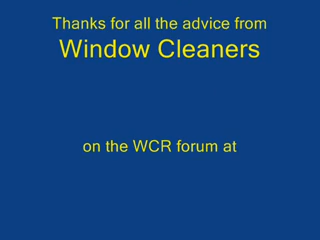 Thanks for all the advice from
Window Cleaners
on the WCR forum at